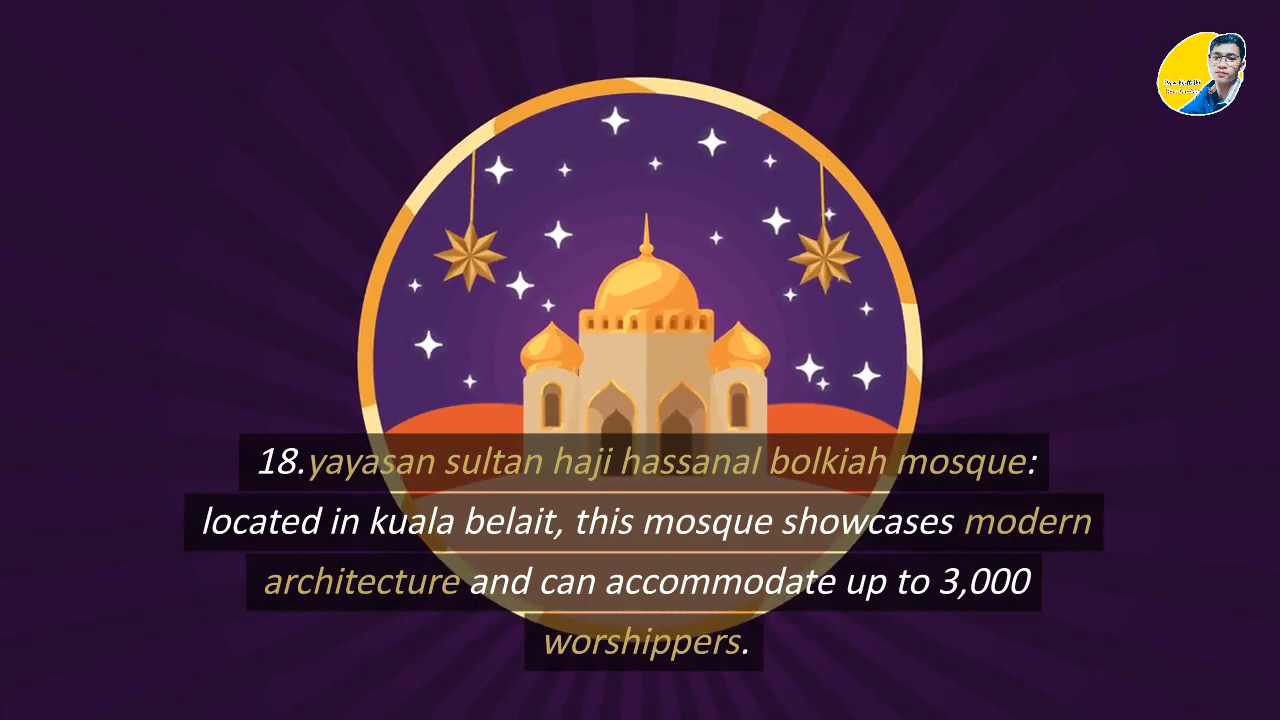 18.yayasan sultan haji hassanal bolkiah mosque:
located in kuala belait, this mosque showcases modern
architecture and can accommodate up to 3,000
worshippers.